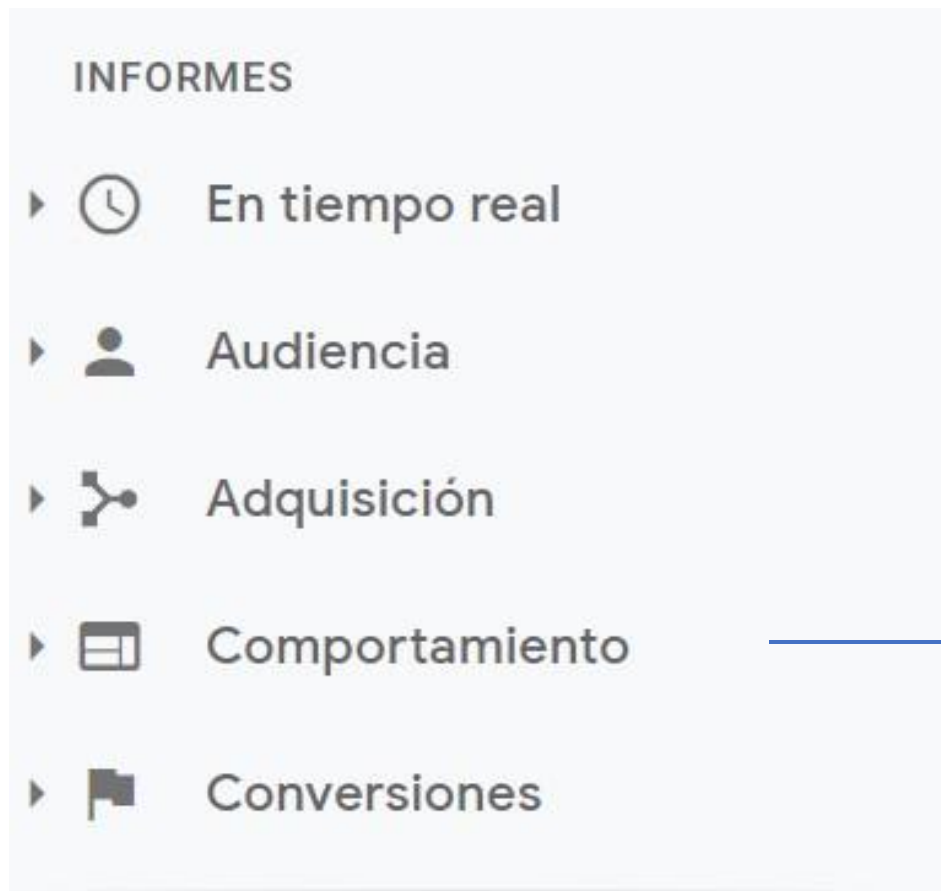 INFORMES
En tiempo real
Audiencia
Adquisición
Comportamiento
Conversiones